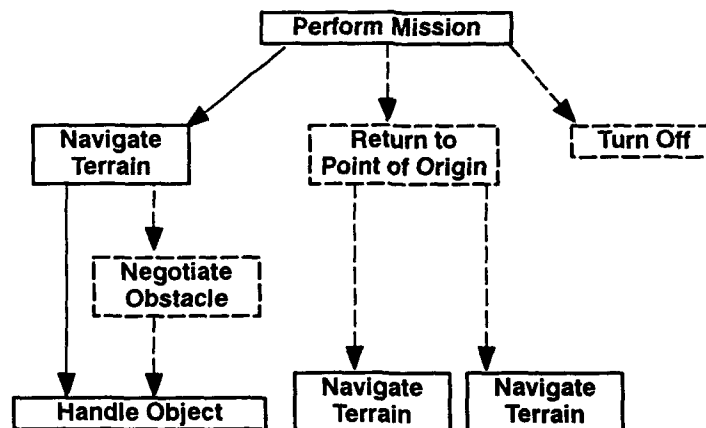 Perform Mission
Navigate
Terrain
Return to
Point of Origin
Turn Off
Negotiate
Obstacle
Handle Object
Navigate
Terrain
Navigate
Terrain